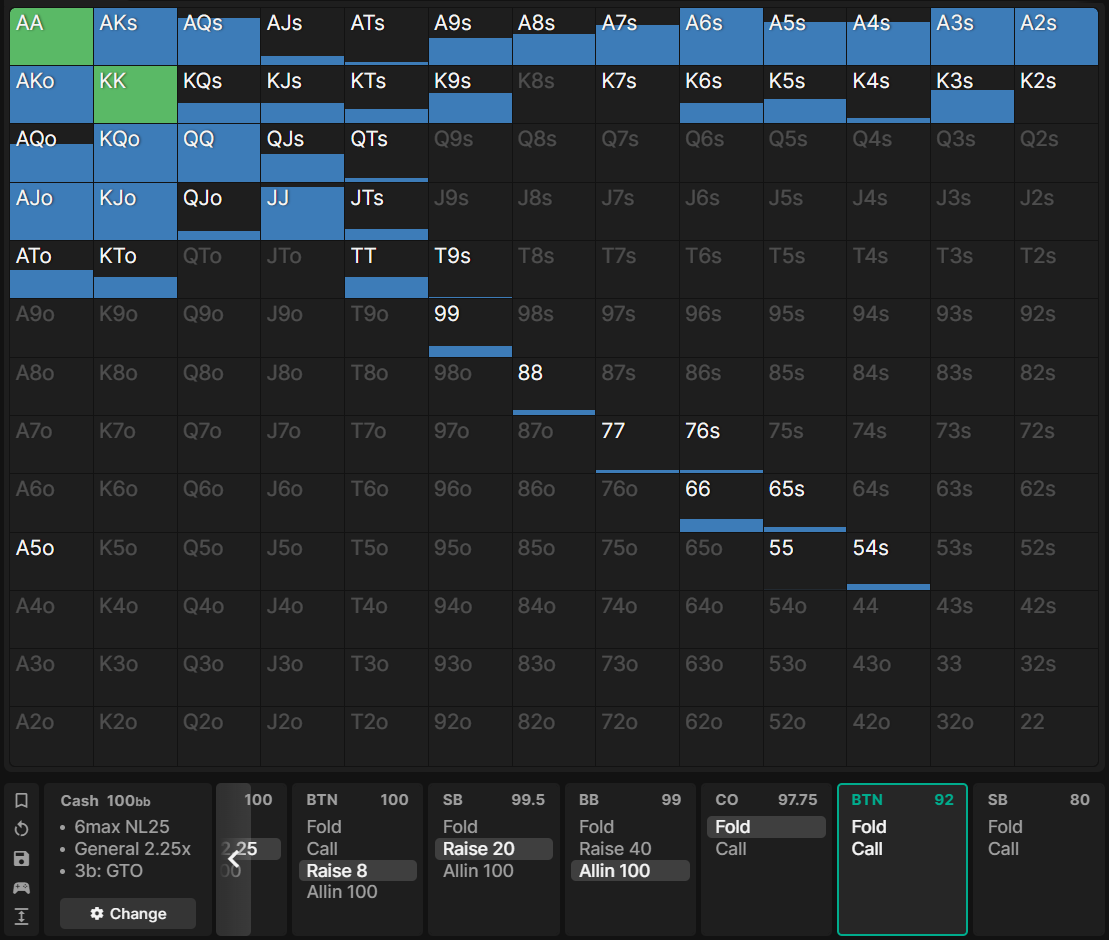 AA AKs AQs AJs ATs A9s A8s A7s A6s A5s A4s A3s A2s
AKo KK KQs KJs KTs K9s K8s K7s K6s K5s K4s K3s K2s
AQo KQo QQ QJs QTs Q9s Q8s Q7s Q6s Q5s Q4s Q3s Q2s
AJo KJo QJo JJ JTs J9s J8s J7s J6s J5s J4s J3s J2s
ATo KTo QTo JTo TT T9s T8s T7s T6s T5s T4s T3s T2s
A9o K9o Q9o J9o T9o 99 98s 97s 96s 95s 94s 93s 92s
A8o K8o Q8o J8o T8o 98o 88 87s 86s 85s 84s 83s 82s
A7o K7o Q7o J7o T7o 97o 87o 77 76s 75s 74s 73s 72s
A6o K6o Q6o J6o T6o 96o 86o 76o 66 65s 64s 63s 62s
A5o K5o Q5o J5o T5o 95o 85o 75o 65o 55 54s 53s 52s
A4o K4o Q4o J4o T4o 94o 84o 74o 64o 54o 44 43s 42s
A3o K3o Q3o J3o T3o 93o 83o 73o 63o 53o 43o 33 32s
A2o K2o Q2o J2o T2o 92o 82o 72o 62o 52o 42o 32o 22
Cash 100bb
• 6max NL25
• General 2.25x
• 3b: GTO
Change
100
2.25
00
BTN 100
Fold
Call
Raise 8
Allin 100
SB 99.5
Fold
Raise 20
Allin 100
BB 99
Fold
Raise 40
Allin 100
CO 97.75
Fold
Call
BTN 92
Fold
Call
SB 80
Fold
Call